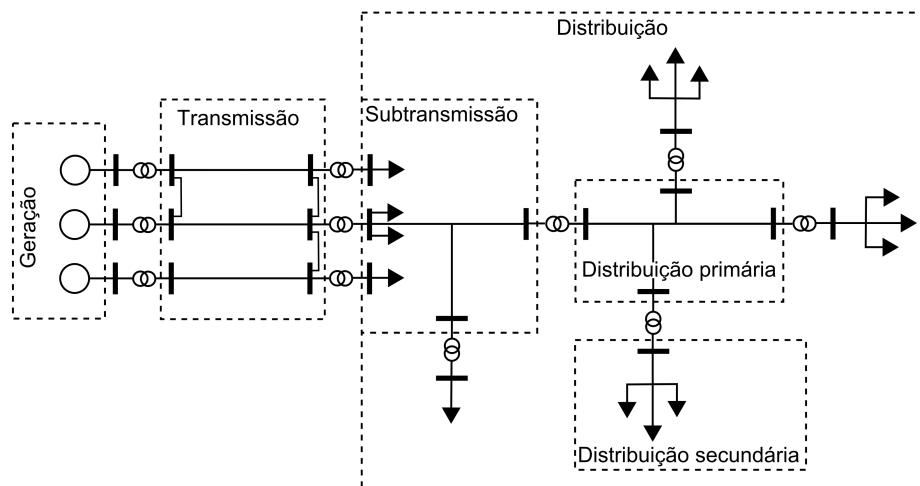 Distribuição
Transmissão
Subtransmissão
Geração
Distribuição primária
Distribuição secundária